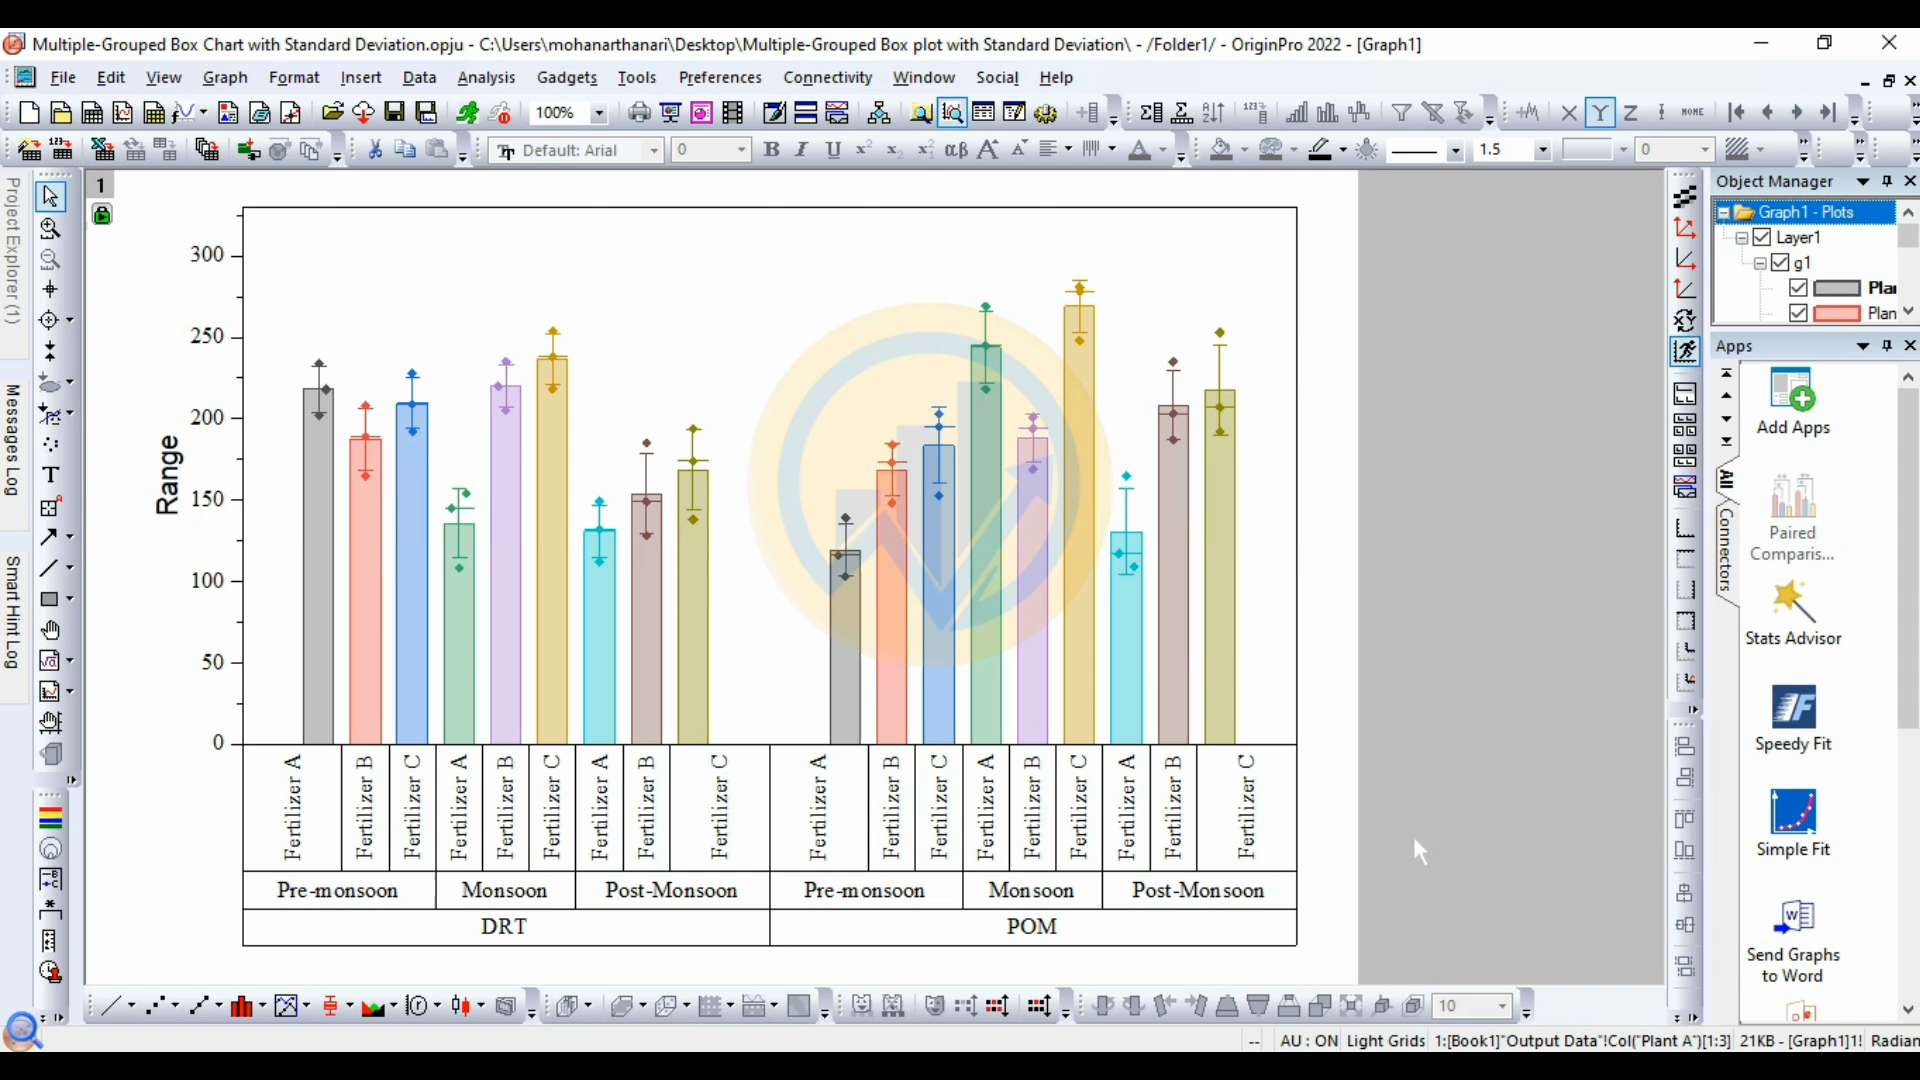 Multiple-Grouped Box Chart with Standard Deviation.opju - C:\Users\mohanarthanari\Desktop\Multiple-Grouped Box plot with Standard Deviation\ - /Folder1/ - OriginPro 2022 - [Graph1]
File Edit View Graph Format Insert Data Analysis Gadgets Tools Preferences Connectivity Window Social Help
100%
Default: Arial 0 B I U αβ A 1.5 0
Project Explorer (1)
Messages Log
Smart Hint Log
1
Range
300
250
200
150
100
50
0
Fertilizer A Fertilizer B Fertilizer C Fertilizer A Fertilizer B Fertilizer C Fertilizer A Fertilizer B Fertilizer C Fertilizer A Fertilizer B Fertilizer C Fertilizer A Fertilizer B Fertilizer C Fertilizer A Fertilizer B Fertilizer C
Pre-monsoon Monsoon Post-Monsoon Pre-monsoon Monsoon Post-Monsoon
DRT POM
Object Manager
Graph1 - Plots
Layer1
g1
Plan
Plan
Apps
All
Connectors
Add Apps
Paired
Comparis...
Stats Advisor
Speedy Fit
Simple Fit
Send Graphs
to Word
10
-- AU : ON Light Grids 1:[Book1]"Output Data"!Col("Plant A")[1:3] 21KB - [Graph1]1! Radian